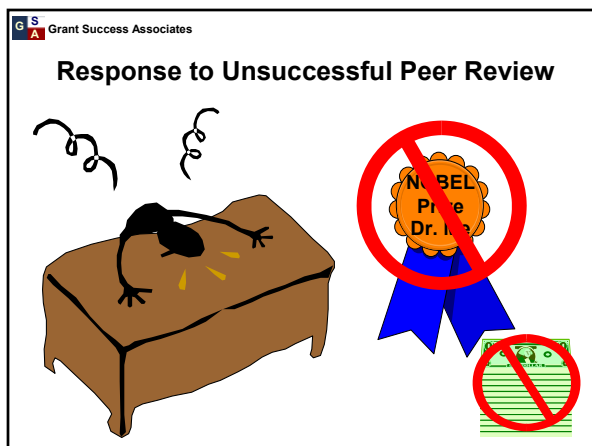 G S A Grant Success Associates
Response to Unsuccessful Peer Review
NOBEL
Prize
Dr. Me